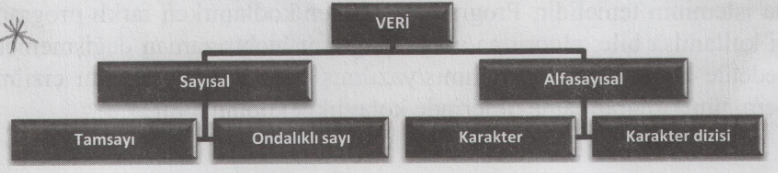 VERİ
Sayısal
Alfasayısal
Tamsayı
Ondalıklı sayı
Karakter
Karakter dizisi